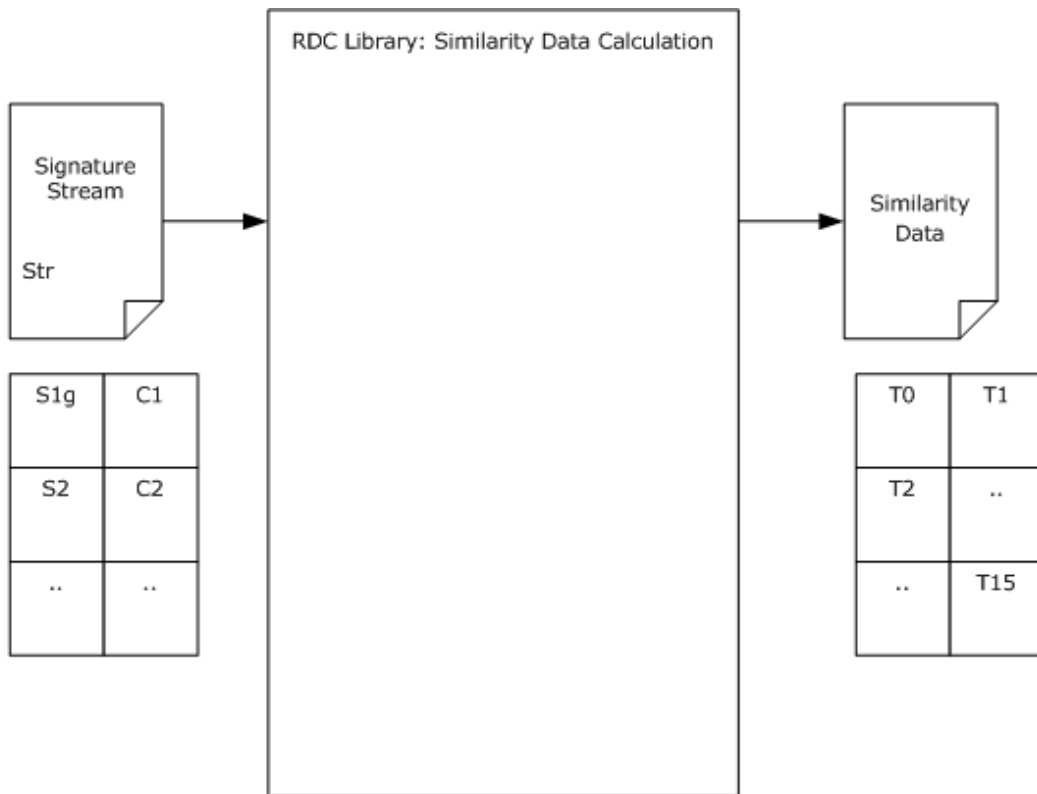 RDC Library: Similarity Data Calculation
Signature
Stream
Str
Similarity
Data
S1g C1
S2 C2
.. ..
T0 T1
T2 ..
.. T15